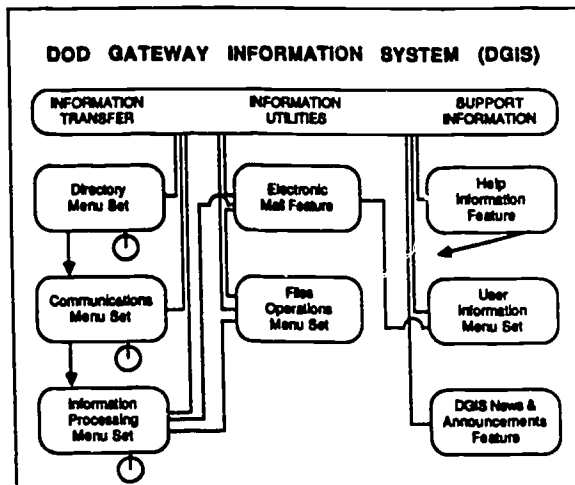 DOD GATEWAY INFORMATION SYSTEM (DGiS)
INFORMATION
TRANSFER
INFORMATION
UTILITIES
SUPPORT
INFORMATION
Directory
Menu Set
Electronic
Mail Feature
Help
Information
Feature
Communications
Menu Set
Files
Operations
Menu Set
User
Information
Menu Set
Information
Processing
Menu Set
DGIS News &
Announcements
Feature